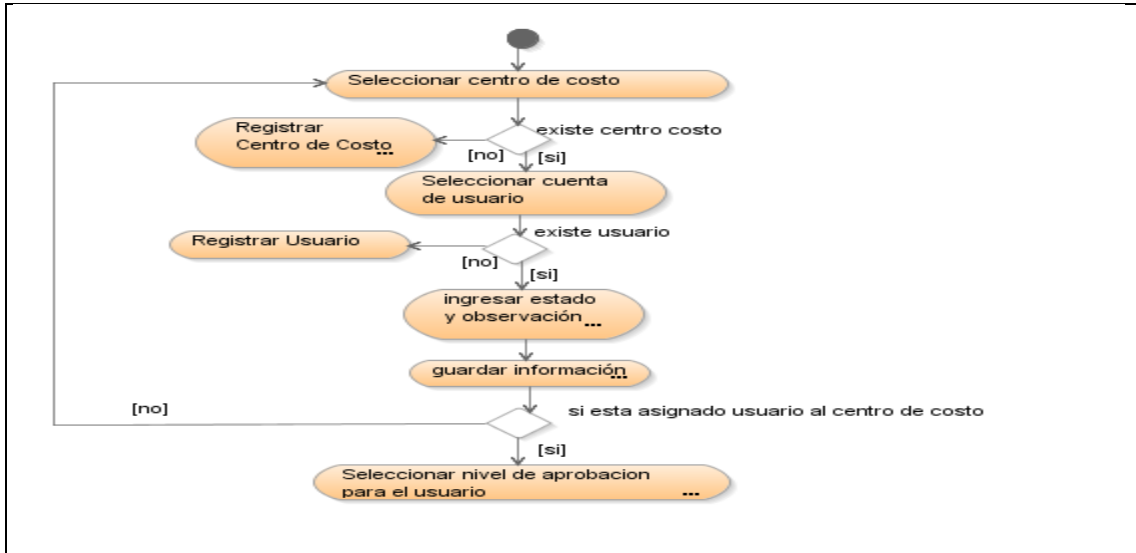 Seleccionar centro de costo
existe centro costo
Registrar
Centro de Costo
...
[no]
[si]
Seleccionar cuenta
de usuario
existe usuario
Registrar Usuario
[no]
[si]
ingresar estado
y observación
...
guardar información
...
[no]
si esta asignado usuario al centro de costo
[si]
Seleccionar nivel de aprobacion
para el usuario
...